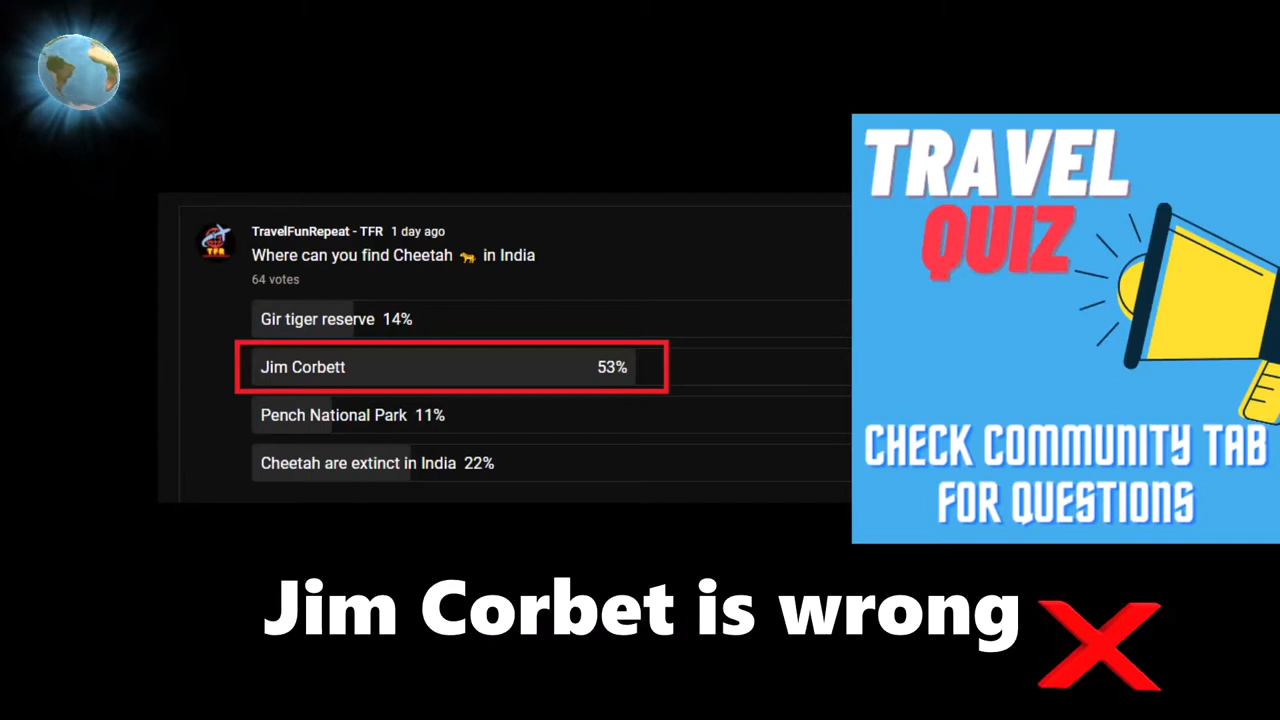 TravelFunRepeat - TFR 1 day ago
Where can you find Cheetah 🐆 in India
64 votes
Gir tiger reserve 14%
Jim Corbett 53%
Pench National Park 11%
Cheetah are extinct in India 22%
TRAVEL
QUIZ
CHECK COMMUNITY TAB
FOR QUESTIONS
Jim Corbet is wrong
TFR